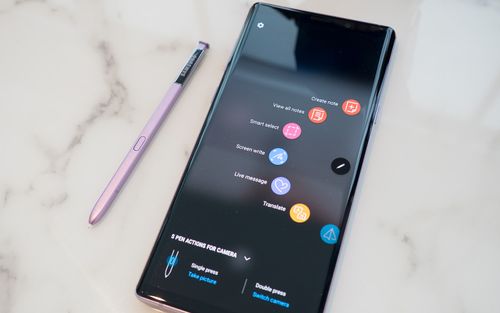 SAMSUNG
Create note
View all notes
Smart select
Screen write
Live message
Translate
S PEN ACTIONS FOR CAMERA
Single press
Take picture
Double press
Switch camera